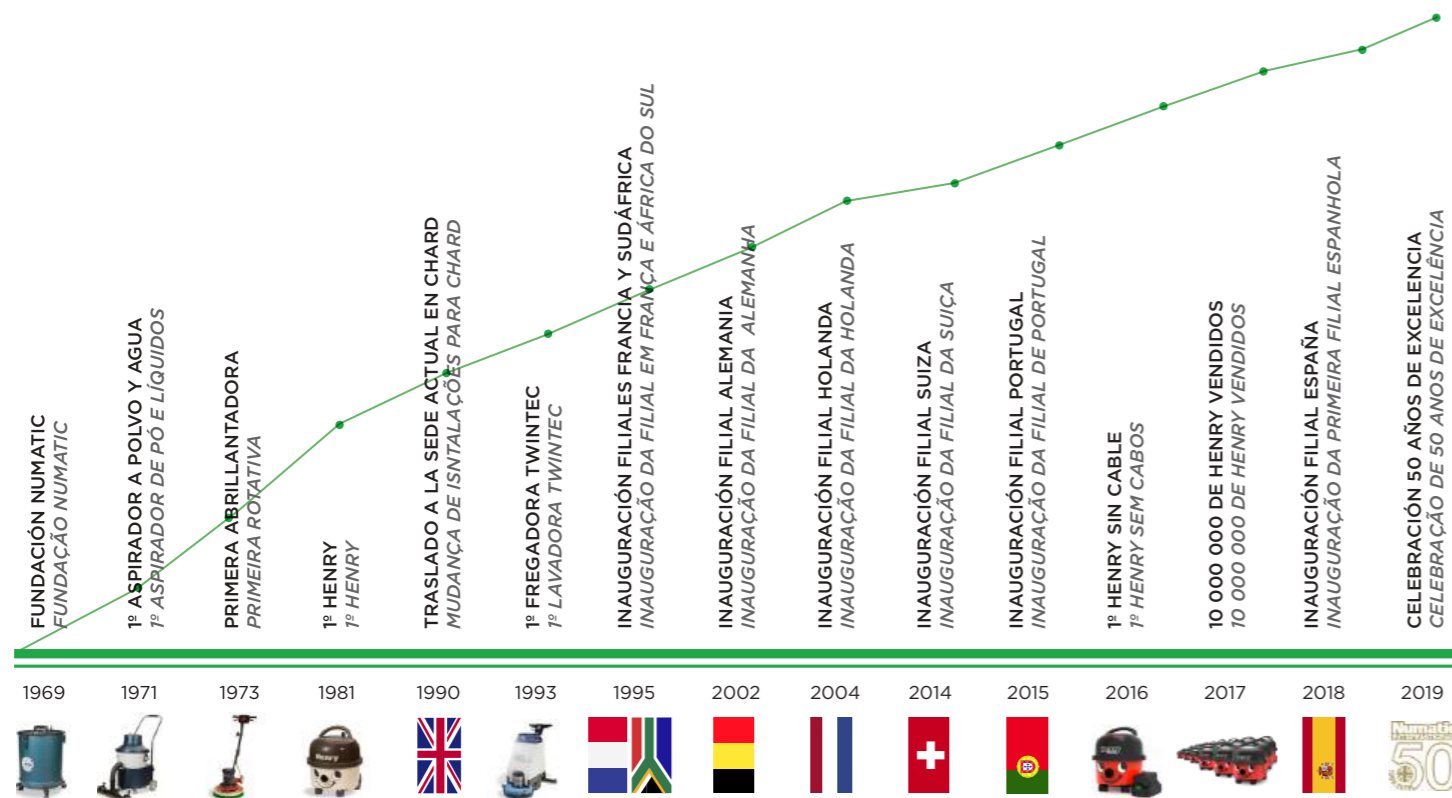 FUNDACIÓN NUMATIC
FUNDAÇÃO NUMATIC
1º ASPIRADOR A POLVO Y AGUA
1º ASPIRADOR DE PÓ E LÍQUIDOS
PRIMERA ABRILLANTADORA
PRIMEIRA ROTATIVA
1º HENRY
1º HENRY
TRASLADO A LA SEDE ACTUAL EN CHARD
MUDANÇA DE ISNTALAÇÕES PARA CHARD
1º FREGADORA TWINTEC
1º LAVADORA TWINTEC
INAUGURACIÓN FILIALES FRANCIA Y SUDÁFRICA
INAUGURAÇÃO DA FILIAL EM FRANÇA E ÁFRICA DO SUL
INAUGURACIÓN FILIAL ALEMANIA
INAUGURAÇÃO DA FILIAL DA ALEMANHA
INAUGURACIÓN FILIAL HOLANDA
INAUGURAÇÃO DA FILIAL DA HOLANDA
INAUGURACIÓN FILIAL SUIZA
INAUGURAÇÃO DA FILIAL DA SUIÇA
INAUGURACIÓN FILIAL PORTUGAL
INAUGURAÇÃO DA FILIAL DE PORTUGAL
1º HENRY SIN CABLE
1º HENRY SEM CABOS
10 000 000 DE HENRY VENDIDOS
10 000 000 DE HENRY VENDIDOS
INAUGURACIÓN FILIAL ESPAÑA
INAUGURAÇÃO DA PRIMEIRA FILIAL ESPANHOLA
CELEBRACIÓN 50 AÑOS DE EXCELENCIA
CELEBRAÇÃO DE 50 ANOS DE EXCELÊNCIA
1969 1971 1973 1981 1990 1993 1995 2002 2004 2014 2015 2016 2017 2018 2019
Henry
Numatic
50